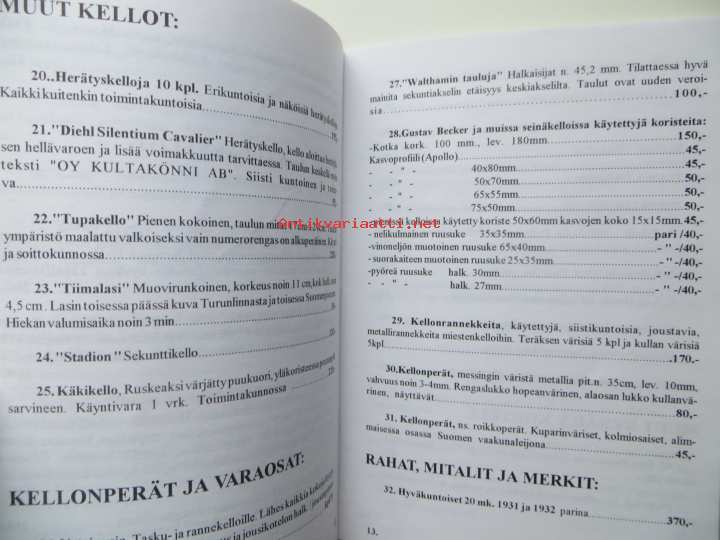 MUUT KELLOT:
20..Herätyskelloja 10 kpl. Erikuntoisia ja näköisiä
Kaikki kuitenkin toimintakuntoisia
21."Diehl Silentium Cavalier" Herätyskello, kello aloittaa
sen hellävaroen ja lisää voimakkuutta tarvittaessa. Taulun keskellä on
teksti "OY KULTAKÖNNI AB". Siisti kuntoinen ja
va.
22."Tupakello" Pienen kokoinen, taulun mitat
ympäristö maalattu valkoiseksi vain numerorengas on alkuperäinen.
ja soittokunnossa
23."Tiimalasi" Muovirunkoinen, korkeus noin 11 cm,
4,5 cm. Lasin toisessa päässä kuva Turunlinnasta ja toisessa
Hiekan valumisaika noin 3 min
24."Stadion" Sekunttikello
25. Käkikello, Ruskeaksi värjätty puukuori, yläkoristeena
sarvineen. Käyntivara 1 vrk. Toimintakunnossa
KELLONPERÄT JA VARAOSAT:
Tasku- ja rannekelloille. Lähes kaikkia
ja jousikotelon halk.
27."Walthamin tauluja" Halkaisijat n. 45,2 mm. Tilattaessa hyvä
mainita sekuntiakselin etäisyys keskiakselilta. Taulut ovat uuden veroi-
sia 100,-
28.Gustav Becker ja muissa seinäkelloissa käytettyjä koristeita:
-Kotka kork. 100 mm., lev. 180mm. 150,-
Kasvoprofiili(Apollo) 45,-
- " - 40x80mm 45,-
- " - 50x70mm 50,-
- " - 65x55mm 50,-
- " - 75x50mm 50,-
kelloissa käytetty koriste 50x60mm kasvojen koko 15x15mm. 45,-
-nelikulmainen ruusuke 35x35mm pari /40,-
-vinoneljön muotoinen ruusuke 65x40mm - " -/40,-
-suorakaiteen muotoinen ruusuke 25x35mm - " -/40,-
-pyöreä ruusuke halk. 30mm - " -/40,-
- " - halk. 27mm - " -/40,-
Antikvariaatti.net
29. Kellonrannekkeita, käytettyjä, siistikuntoisia, joustavia,
metallirannekkeita miestenkelloihin. Teräksen värisiä 5 kpl ja kullan värisiä
5kpl 170,-
30.Kellonperät, messingin väristä metallia pit.n. 35cm, lev. 10mm,
vahvuus noin 3-4mm. Rengaslukko hopeanvärinen, alaosan lukko kullanvä-
rinen, näyttävät 80,-
31. Kellonperät, ns. roikkoperät. Kuparinväriset, kolmiosaiset, alim-
maisessa osassa Suomen vaakunaleijona 45,-
RAHAT, MITALIT JA MERKIT:
32. Hyväkuntoiset 20 mk. 1931 ja 1932 parina 370,-
13.